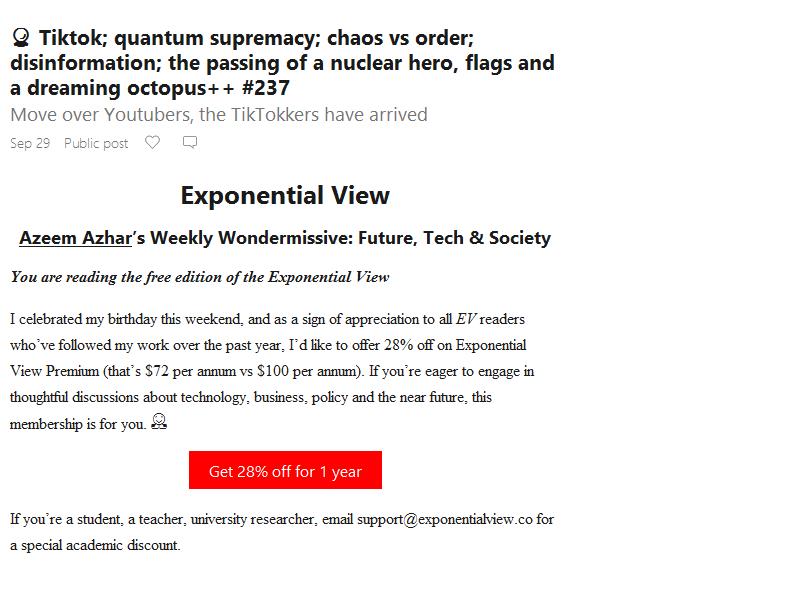 🔮 Tiktok; quantum supremacy; chaos vs order;
disinformation; the passing of a nuclear hero, flags and
a dreaming octopus++ #237
Move over Youtubers, the TikTokkers have arrived
Sep 29 Public post
Exponential View
Azeem Azhar’s Weekly Wondermissive: Future, Tech & Society
You are reading the free edition of the Exponential View
I celebrated my birthday this weekend, and as a sign of appreciation to all EV readers
who’ve followed my work over the past year, I’d like to offer 28% off on Exponential
View Premium (that’s $72 per annum vs $100 per annum). If you’re eager to engage in
thoughtful discussions about technology, business, policy and the near future, this
membership is for you.
Get 28% off for 1 year
If you’re a student, a teacher, university researcher, email support@exponentialview.co for
a special academic discount.